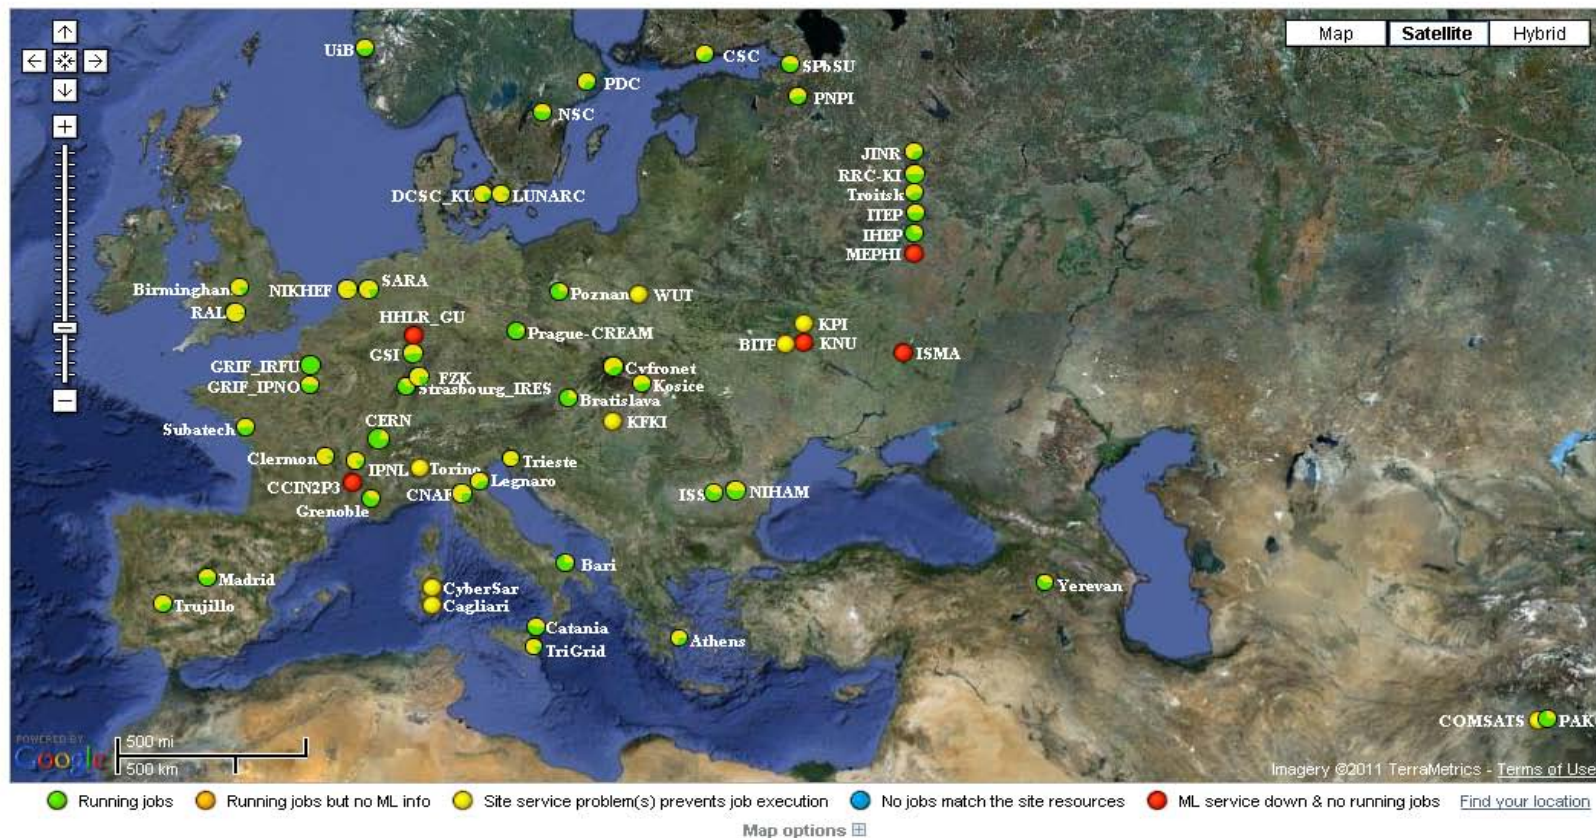 Map Satellite Hybrid
UiB
CSC
SPbSU
PDC
PNPI
NSC
JINR
RRC-KI
Troitsk
DCSC_KU LUNARC
ITEP
IHEP
MEPHI
Birmingham
NIKHEF SARA
Poznan WUT
RAL
HHLR_GU
KPI
Prague-CREAM
BITP KNU
ISMA
GSI
GRIF_IRFU
Cyfronet
FZK
GRIF_IPNO
Strasbourg_IRES
Kosice
Bratislava
CERN
KFKI
Subatech
Clermon
IPNL
Torino
Trieste
CCIN2P3
Legnaro
CNAF
ISS NIHAM
Grenoble
Bari
Madrid
CyberSar
Yerevan
Trujillo
Cagliari
Catania
Athens
TriGrid
COMSATS PAK
POWERED BY
Google
500 mi
500 km
Imagery ©2011 TerraMetrics - Terms of Use
Running jobs Running jobs but no ML info Site service problem(s) prevents job execution No jobs match the site resources ML service down & no running jobs Find your location
Map options